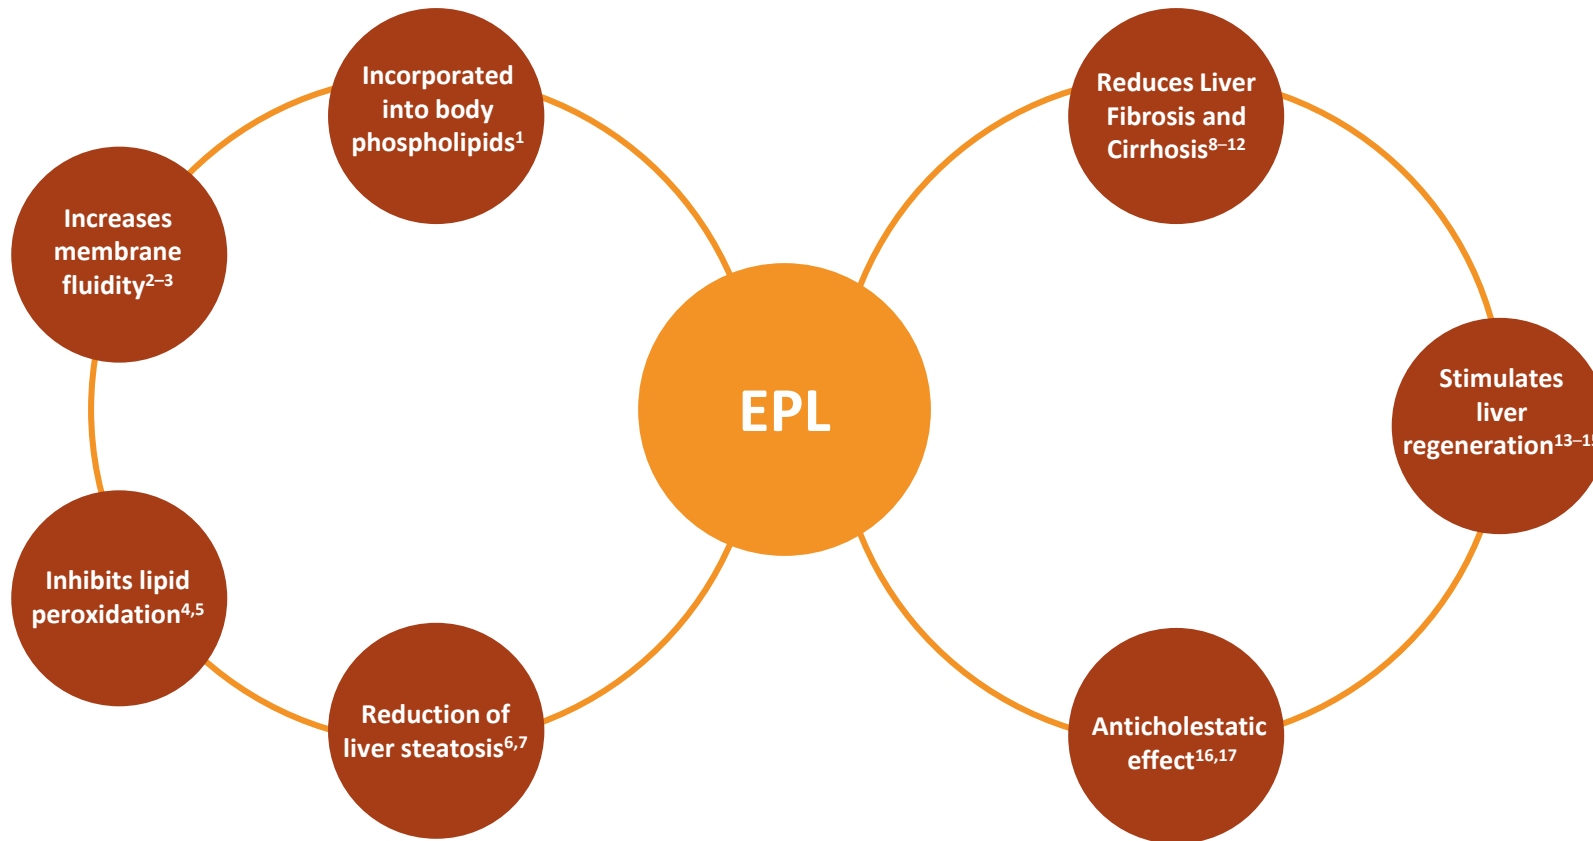 Incorporated
into body
phospholipids¹
Increases
membrane
fluidity²⁻³
Inhibits lipid
peroxidation⁴,⁵
Reduction of
liver steatosis⁶,⁷
EPL
Reduces Liver
Fibrosis and
Cirrhosis⁸⁻¹²
Stimulates
liver
regeneration¹³⁻¹⁵
Anticholestatic
effect¹⁶,¹⁷